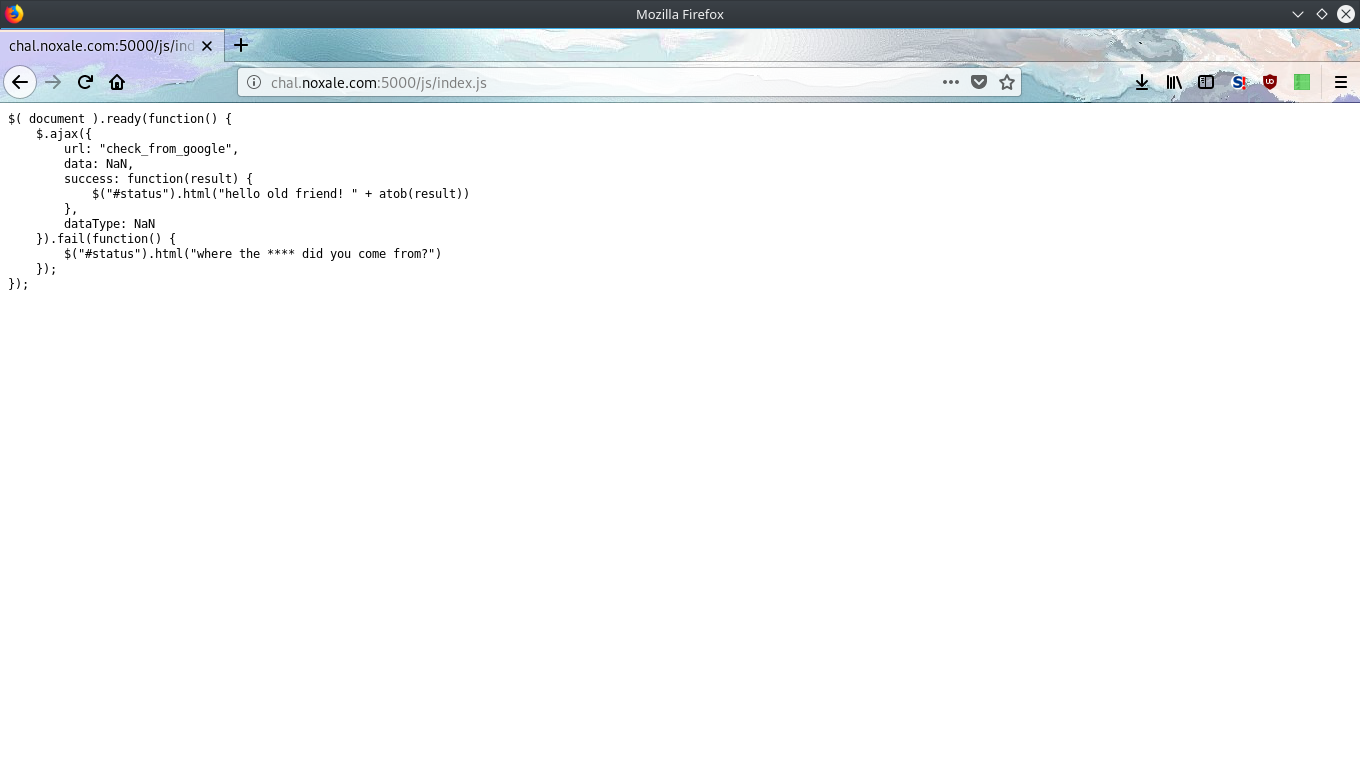 Mozilla Firefox
chal.noxale.com:5000/js/ind
chal.noxale.com:5000/js/index.js
$( document ).ready(function() {
    $.ajax({
        url: "check_from_google",
        data: NaN,
        success: function(result) {
            $("#status").html("hello old friend! " + atob(result))
        },
        dataType: NaN
    }).fail(function() {
        $("#status").html("where the **** did you come from?")
    });
});